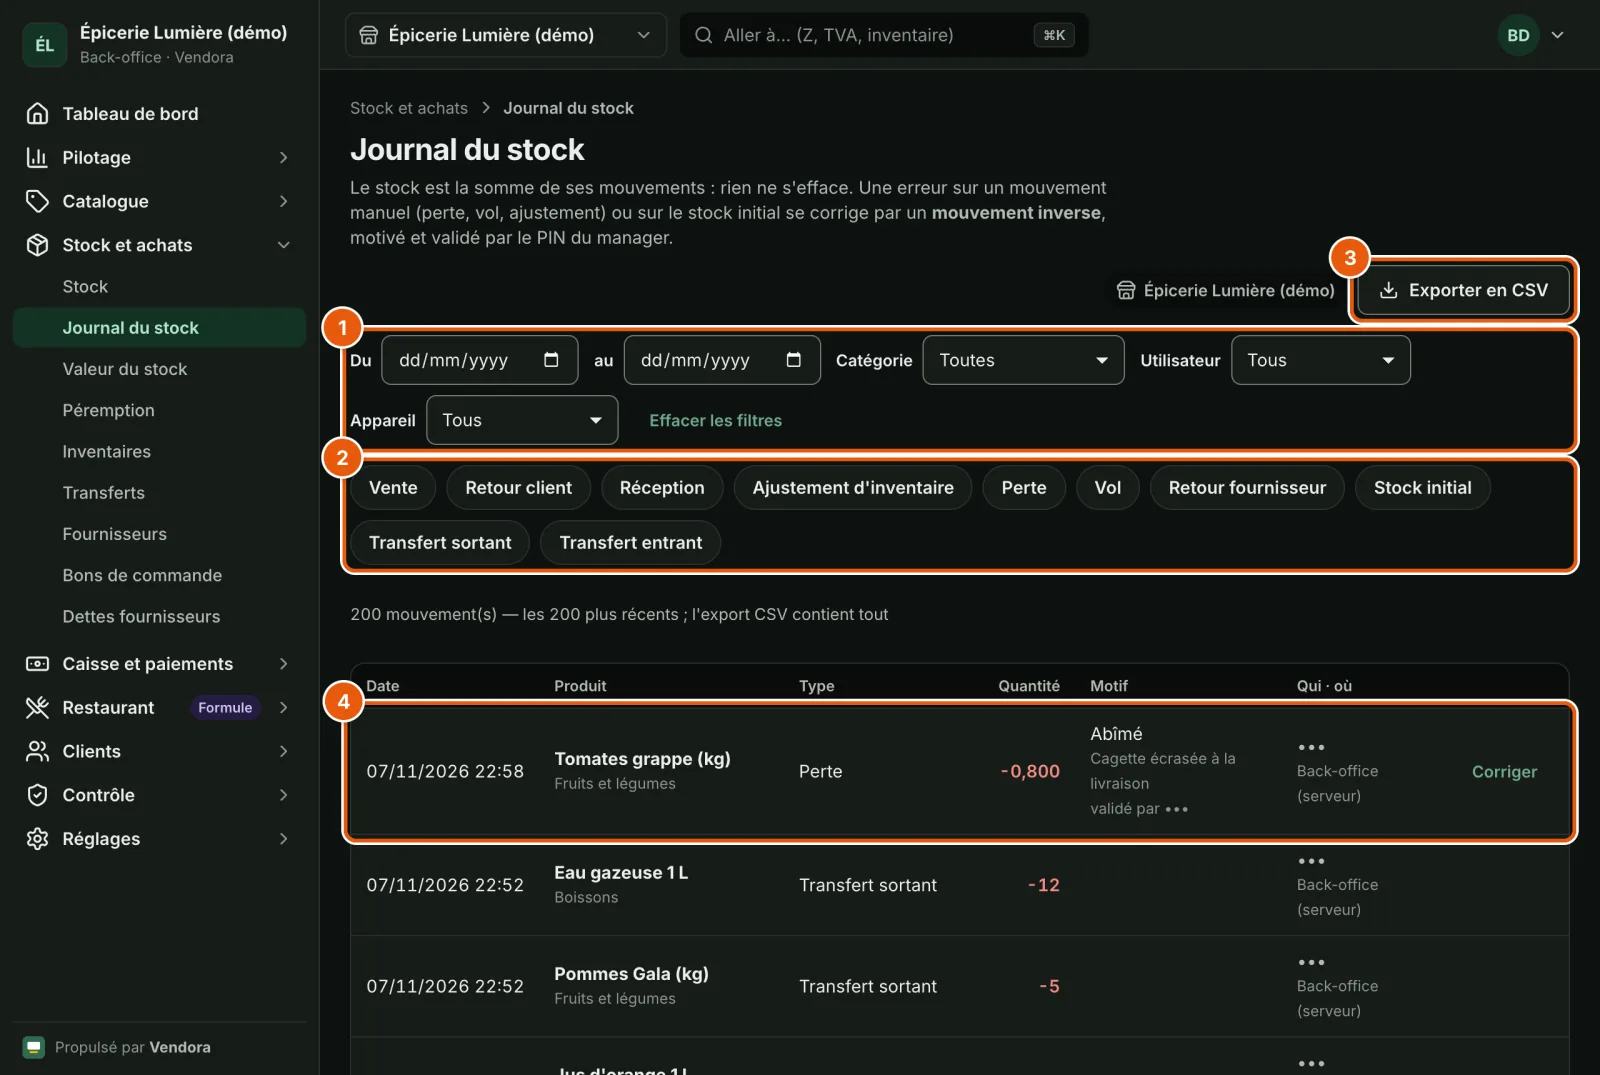 ÉL
Épicerie Lumière (démo)
Back-office · Vendora
Épicerie Lumière (démo)
Aller à... (Z, TVA, inventaire)
⌘K
BD
Tableau de bord
Pilotage
Catalogue
Stock et achats
Stock
Journal du stock
Valeur du stock
Péremption
Inventaires
Transferts
Fournisseurs
Bons de commande
Dettes fournisseurs
Caisse et paiements
Restaurant Formule
Clients
Contrôle
Réglages
Propulsé par Vendora
Stock et achats > Journal du stock
Journal du stock
Le stock est la somme de ses mouvements : rien ne s'efface. Une erreur sur un mouvement
manuel (perte, vol, ajustement) ou sur le stock initial se corrige par un mouvement inverse,
motivé et validé par le PIN du manager.
3
Épicerie Lumière (démo) Exporter en CSV
1
Du dd/mm/yyyy au dd/mm/yyyy Catégorie Toutes Utilisateur Tous
Appareil Tous Effacer les filtres
2
Vente Retour client Réception Ajustement d'inventaire Perte Vol Retour fournisseur Stock initial
Transfert sortant Transfert entrant
200 mouvement(s) — les 200 plus récents ; l'export CSV contient tout
Date Produit Type Quantité Motif Qui · où
4
07/11/2026 22:58
Tomates grappe (kg)
Fruits et légumes
Perte
-0,800
Abîmé
Cagette écrasée à la
livraison
validé par •••
•••
Back-office
(serveur)
Corriger
07/11/2026 22:52
Eau gazeuse 1 L
Boissons
Transfert sortant
-12
•••
Back-office
(serveur)
07/11/2026 22:52
Pommes Gala (kg)
Fruits et légumes
Transfert sortant
-5
•••
Back-office
(serveur)
Jus d'orange 1 L
•••